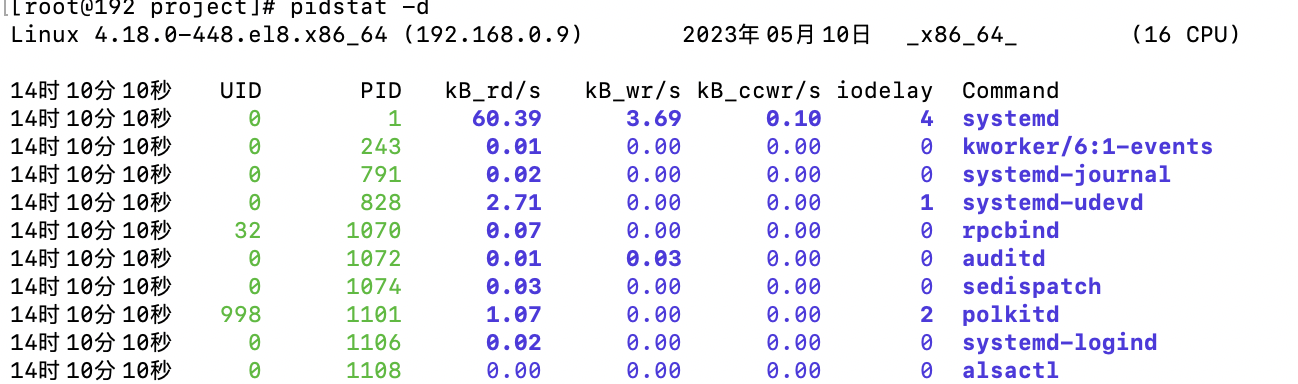 [[root@192 project]# pidstat -d
Linux 4.18.0-448.el8.x86_64 (192.168.0.9) 2023年05月10日 _x86_64_ (16 CPU)
14时10分10秒 UID PID kB_rd/s kB_wr/s kB_ccwr/s iodelay Command
14时10分10秒 0 1 60.39 3.69 0.10 4 systemd
14时10分10秒 0 243 0.01 0.00 0.00 0 kworker/6:1-events
14时10分10秒 0 791 0.02 0.00 0.00 0 systemd-journal
14时10分10秒 0 828 2.71 0.00 0.00 1 systemd-udevd
14时10分10秒 32 1070 0.07 0.00 0.00 0 rpcbind
14时10分10秒 0 1072 0.01 0.03 0.00 0 auditd
14时10分10秒 0 1074 0.03 0.00 0.00 0 sedispatch
14时10分10秒 998 1101 1.07 0.00 0.00 2 polkitd
14时10分10秒 0 1106 0.02 0.00 0.00 0 systemd-logind
14时10分10秒 0 1108 0.00 0.00 0.00 0 alsactl